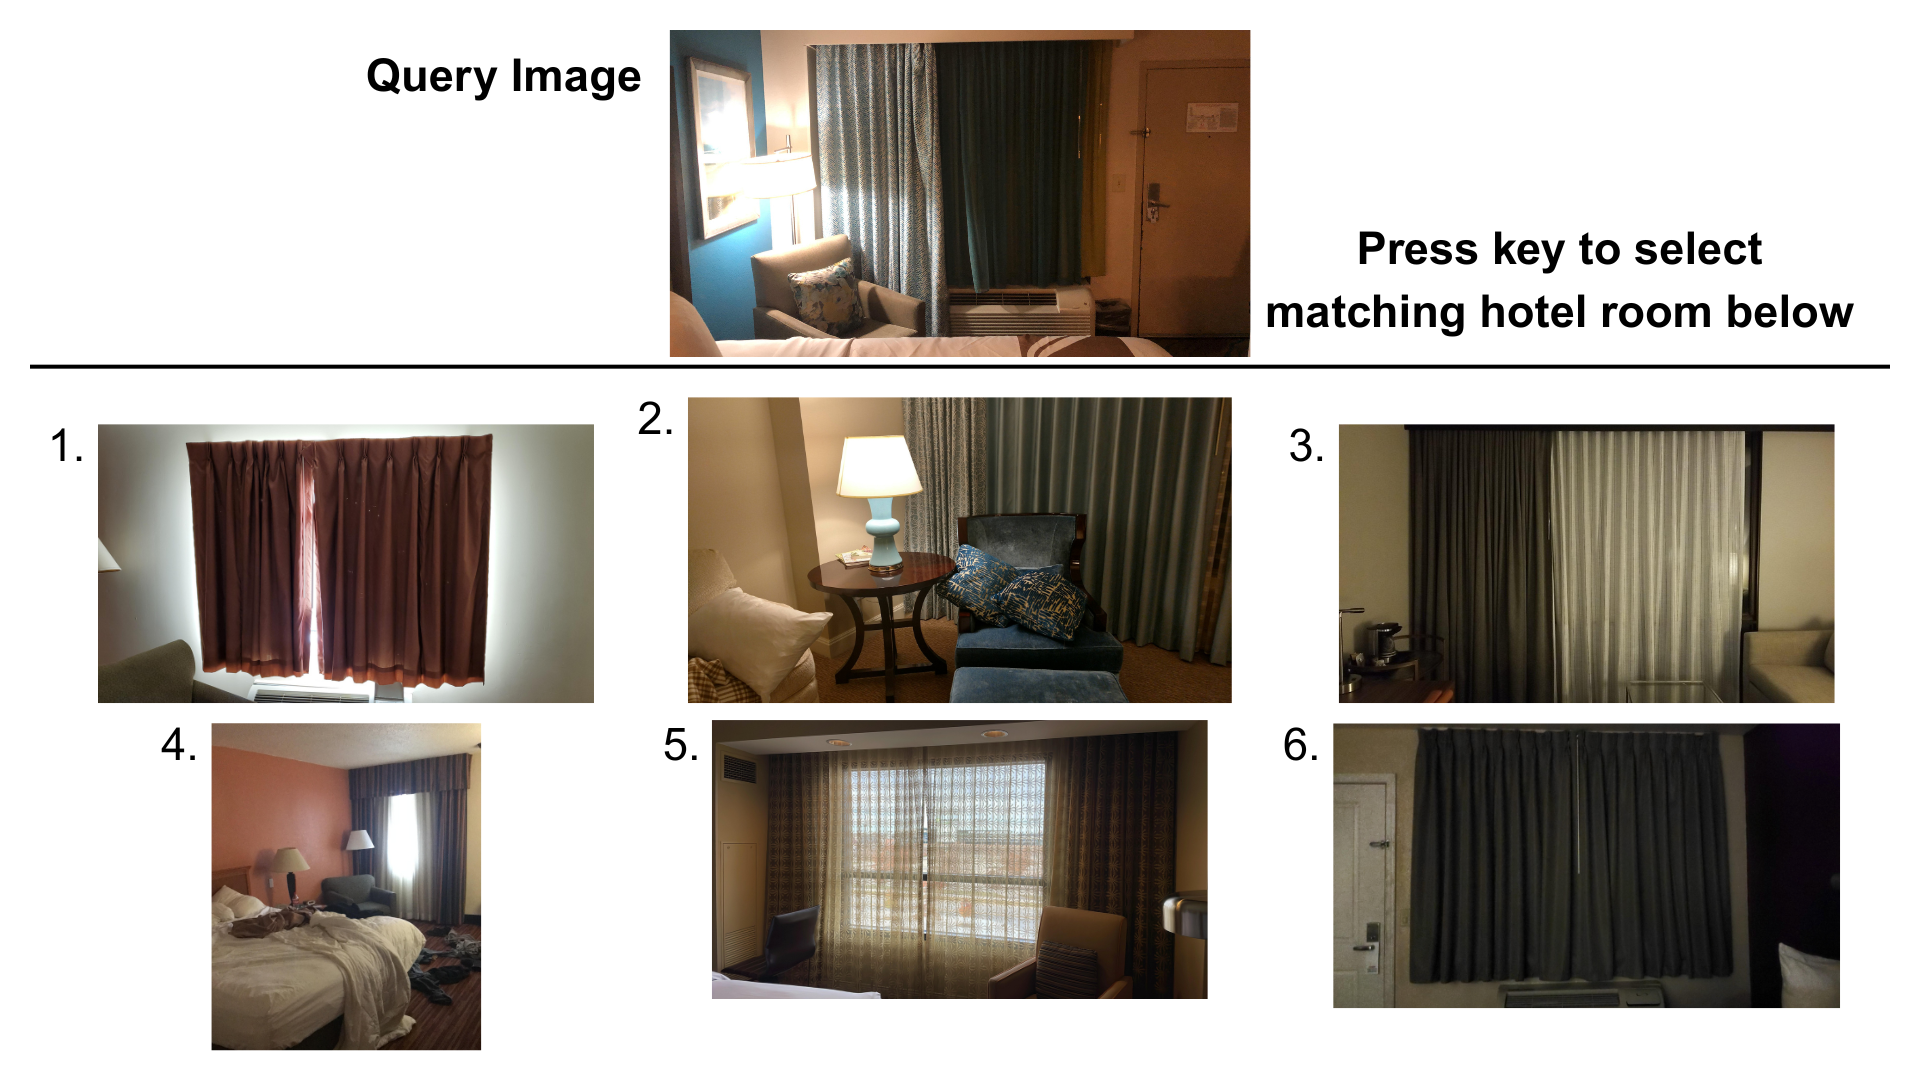 Query Image
Press key to select
matching hotel room below
1.
2.
3.
4.
5.
6.